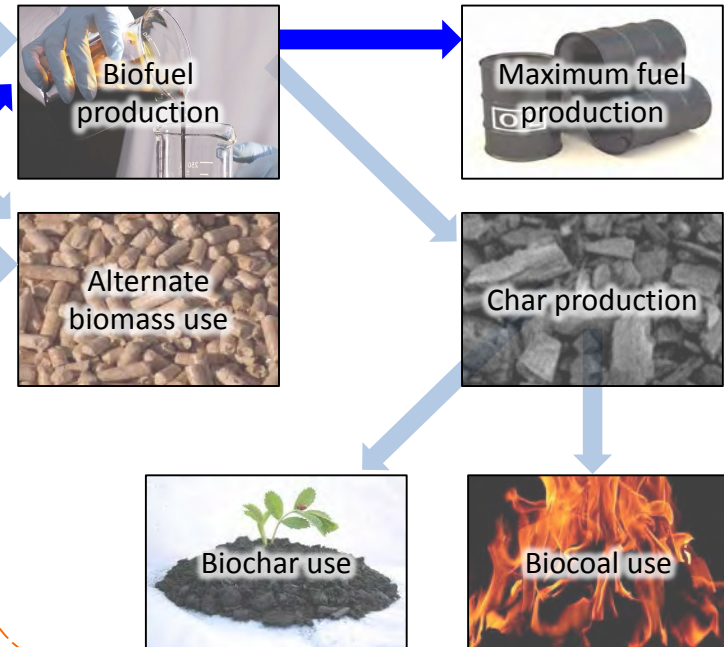 Biofuel
production
Maximum fuel
production
Alternate
biomass use
Char production
Biochar use
Biocoal use